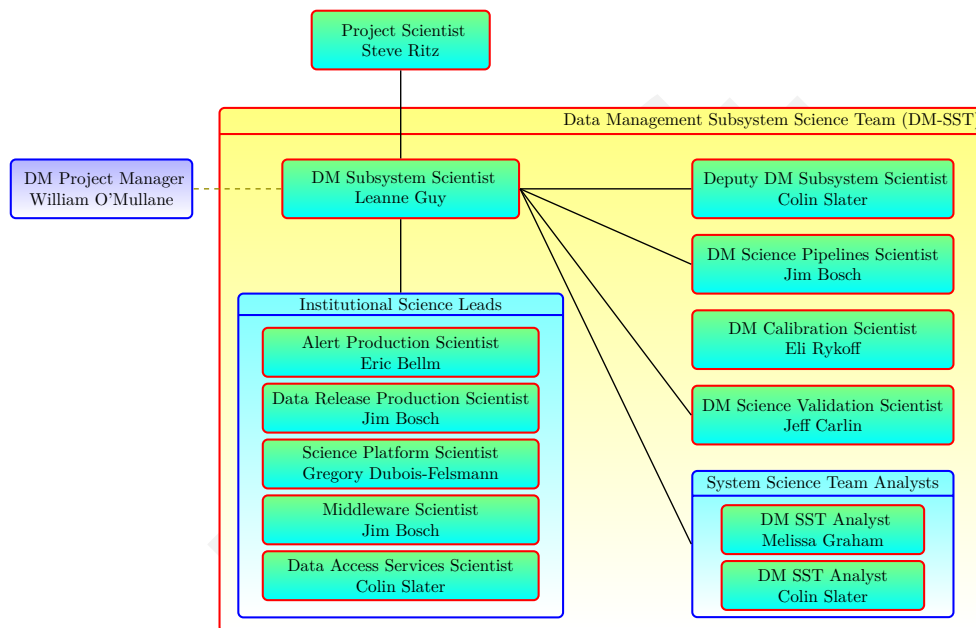 Project Scientist
Steve Ritz
Data Management Subsystem Science Team (DM-SST)
DM Project Manager
William O'Mullane
DM Subsystem Scientist
Leanne Guy
Deputy DM Subsystem Scientist
Colin Slater
DM Science Pipelines Scientist
Jim Bosch
DM Calibration Scientist
Eli Rykoff
DM Science Validation Scientist
Jeff Carlin
Institutional Science Leads
Alert Production Scientist
Eric Bellm
Data Release Production Scientist
Jim Bosch
Science Platform Scientist
Gregory Dubois-Felsmann
Middleware Scientist
Jim Bosch
Data Access Services Scientist
Colin Slater
System Science Team Analysts
DM SST Analyst
Melissa Graham
DM SST Analyst
Colin Slater